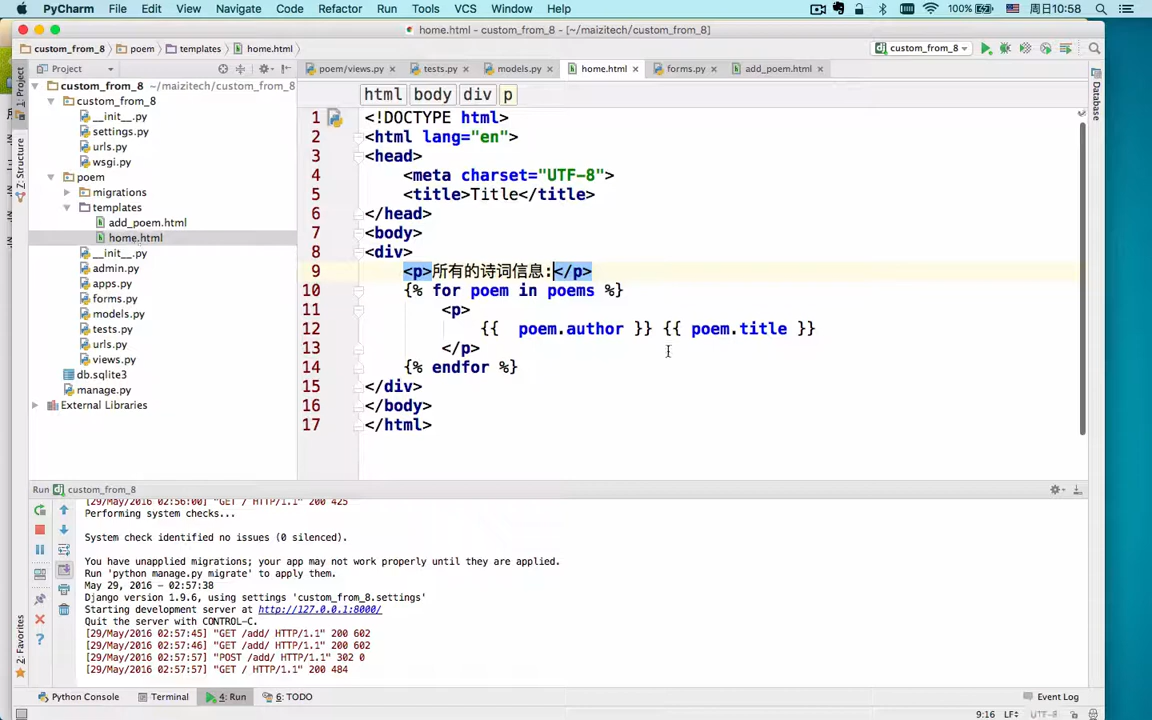 PyCharm File Edit View Navigate Code Refactor Run Tools VCS Window Help 100% 周日10:58
home.html - custom_from_8 - [~/maizitech/custom_from_8]
custom_from_8 poem templates home.html custom_from_8
Project poem/views.py tests.py models.py home.html forms.py add_poem.html
1: Project
Z: Structure
2: Favorites
Database
custom_from_8 ~/maizitech/custom_from_8
custom_from_8
__init__.py
settings.py
urls.py
wsgi.py
poem
migrations
templates
add_poem.html
home.html
__init__.py
admin.py
apps.py
forms.py
models.py
tests.py
urls.py
views.py
db.sqlite3
manage.py
External Libraries
html body div p
1 <!DOCTYPE html>
2 <html lang="en">
3 <head>
4 <meta charset="UTF-8">
5 <title>Title</title>
6 </head>
7 <body>
8 <div>
9 <p>所有的诗词信息:</p>
10 {% for poem in poems %}
11 <p>
12 {{ poem.author }} {{ poem.title }}
13 </p>
14 {% endfor %}
15 </div>
16 </body>
17 </html>
Run custom_from_8
[29/May/2016 02:56:00] "GET / HTTP/1.1" 200 425
Performing system checks...
System check identified no issues (0 silenced).
You have unapplied migrations; your app may not work properly until they are applied.
Run 'python manage.py migrate' to apply them.
May 29, 2016 - 02:57:38
Django version 1.9.6, using settings 'custom_from_8.settings'
Starting development server at http://127.0.0.1:8000/
Quit the server with CONTROL-C.
[29/May/2016 02:57:45] "GET /add/ HTTP/1.1" 200 602
[29/May/2016 02:57:46] "GET /add/ HTTP/1.1" 200 602
[29/May/2016 02:57:57] "POST /add/ HTTP/1.1" 302 0
[29/May/2016 02:57:57] "GET / HTTP/1.1" 200 484
Python Console Terminal 4: Run 6: TODO Event Log
9:16 LF UTF-8